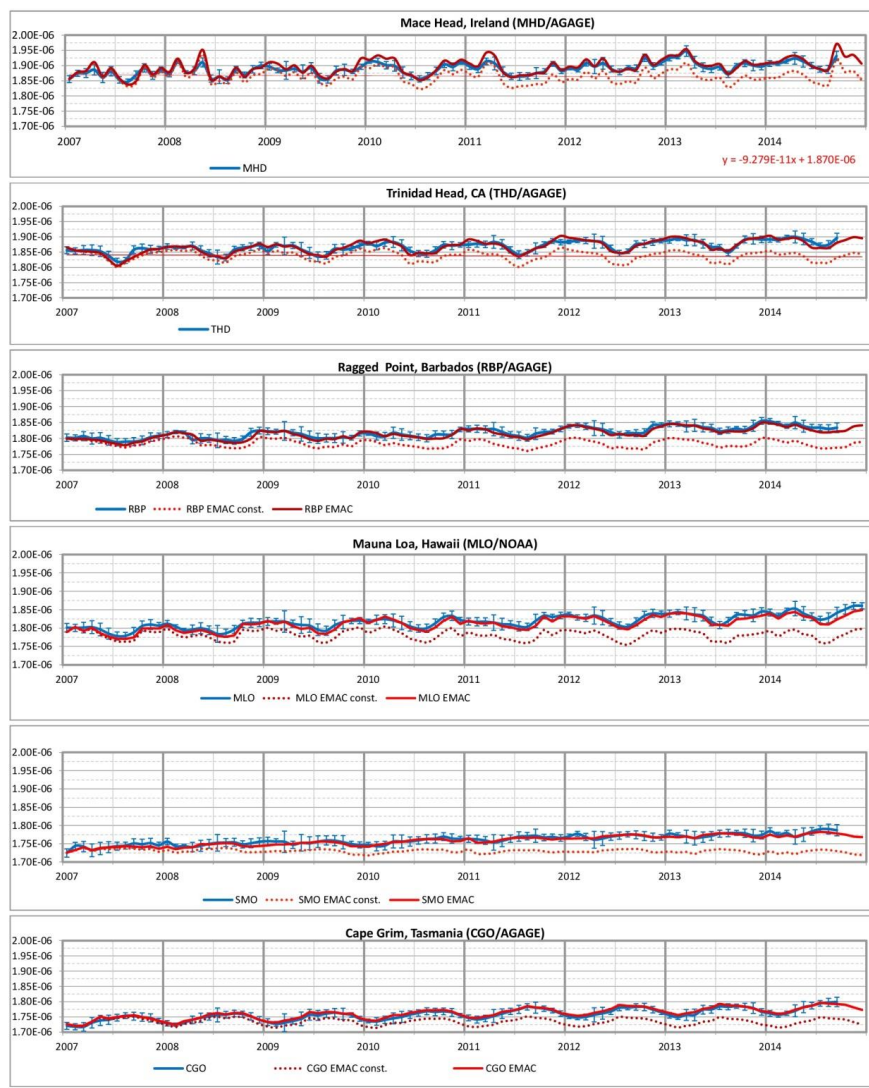 Mace Head, Ireland (MHD/AGAGE)
2.00E-06
1.95E-06
1.90E-06
1.85E-06
1.80E-06
1.75E-06
1.70E-06
2007 2008 2009 2010 2011 2012 2013 2014
MHD
y = -9.279E-11x + 1.870E-06
Trinidad Head, CA (THD/AGAGE)
2.00E-06
1.95E-06
1.90E-06
1.85E-06
1.80E-06
1.75E-06
1.70E-06
2007 2008 2009 2010 2011 2012 2013 2014
THD
Ragged Point, Barbados (RBP/AGAGE)
2.00E-06
1.95E-06
1.90E-06
1.85E-06
1.80E-06
1.75E-06
1.70E-06
2007 2008 2009 2010 2011 2012 2013 2014
RBP RBP EMAC const. RBP EMAC
Mauna Loa, Hawaii (MLO/NOAA)
2.00E-06
1.95E-06
1.90E-06
1.85E-06
1.80E-06
1.75E-06
1.70E-06
2007 2008 2009 2010 2011 2012 2013 2014
MLO MLO EMAC const. MLO EMAC
2.00E-06
1.95E-06
1.90E-06
1.85E-06
1.80E-06
1.75E-06
1.70E-06
2007 2008 2009 2010 2011 2012 2013 2014
SMO SMO EMAC const. SMO EMAC
Cape Grim, Tasmania (CGO/AGAGE)
2.00E-06
1.95E-06
1.90E-06
1.85E-06
1.80E-06
1.75E-06
1.70E-06
2007 2008 2009 2010 2011 2012 2013 2014
CGO CGO EMAC const. CGO EMAC